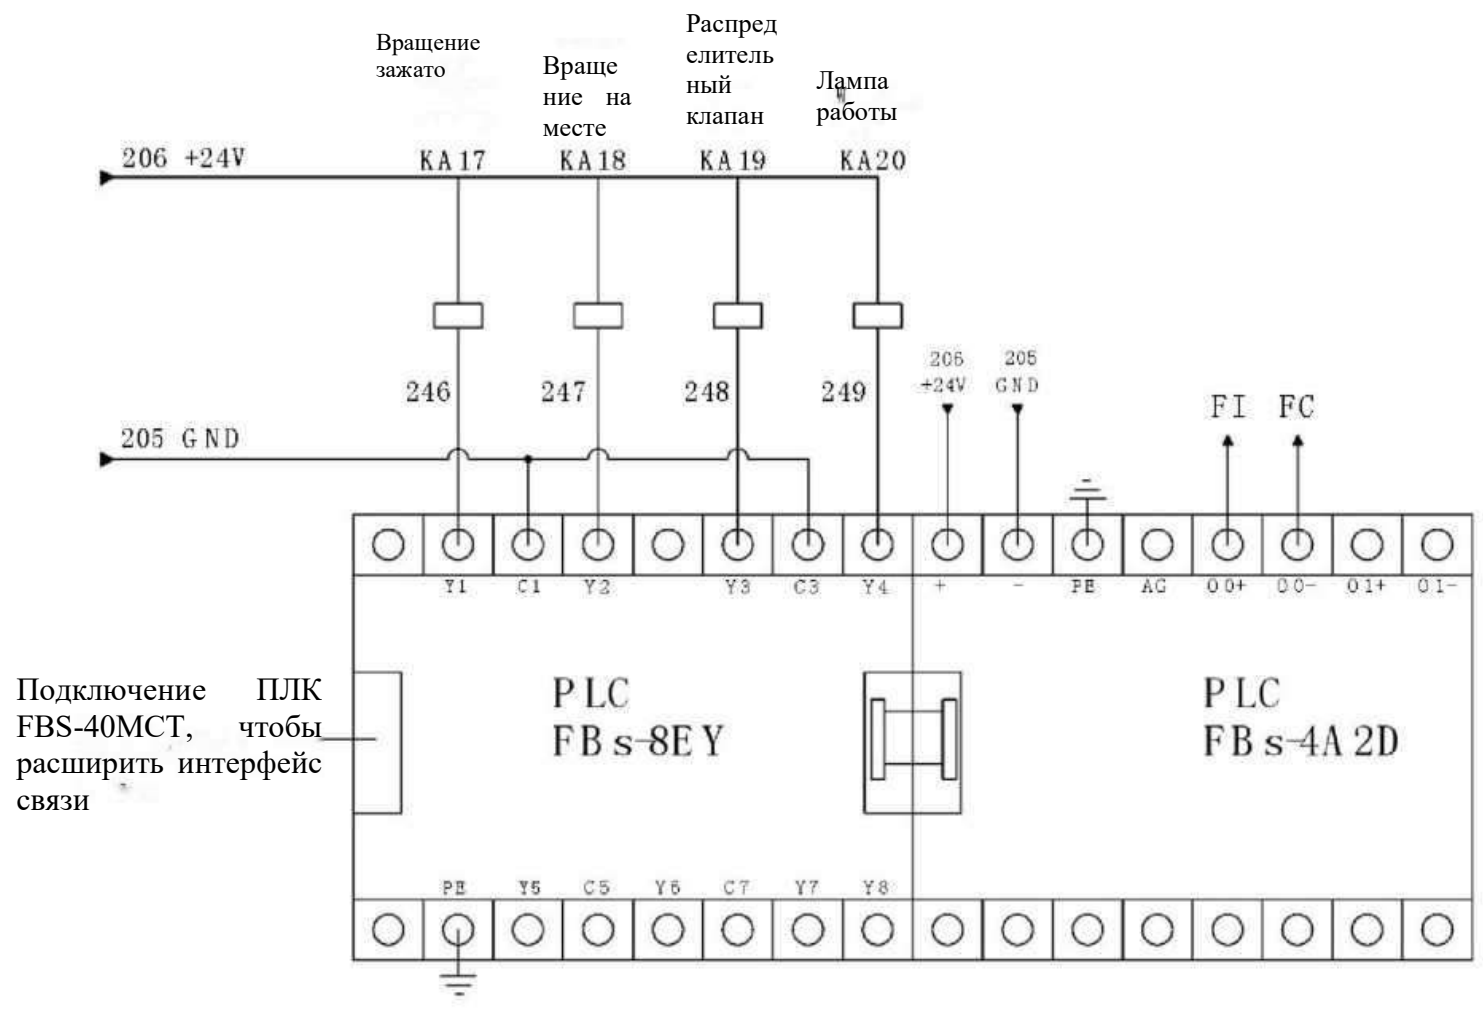 Вращение
зажато
Враще
ние на
месте
Распред
елитель
ный
клапан
Лампа
работы
206 +24V
KA17
KA18
KA19
KA20
246
247
248
249
206
+24V
205
GND
FI
FC
205 GND
Y1
C1
Y2
Y3
C3
Y4
+
-
PE
AG
O0+
O0-
O1+
O1-
Подключение ПЛК
FBS-40MCT, чтобы
расширить интерфейс
связи
PLC
FBs-8EY
PLC
FBs-4A2D
PE
Y5
C5
Y6
C7
Y7
Y8